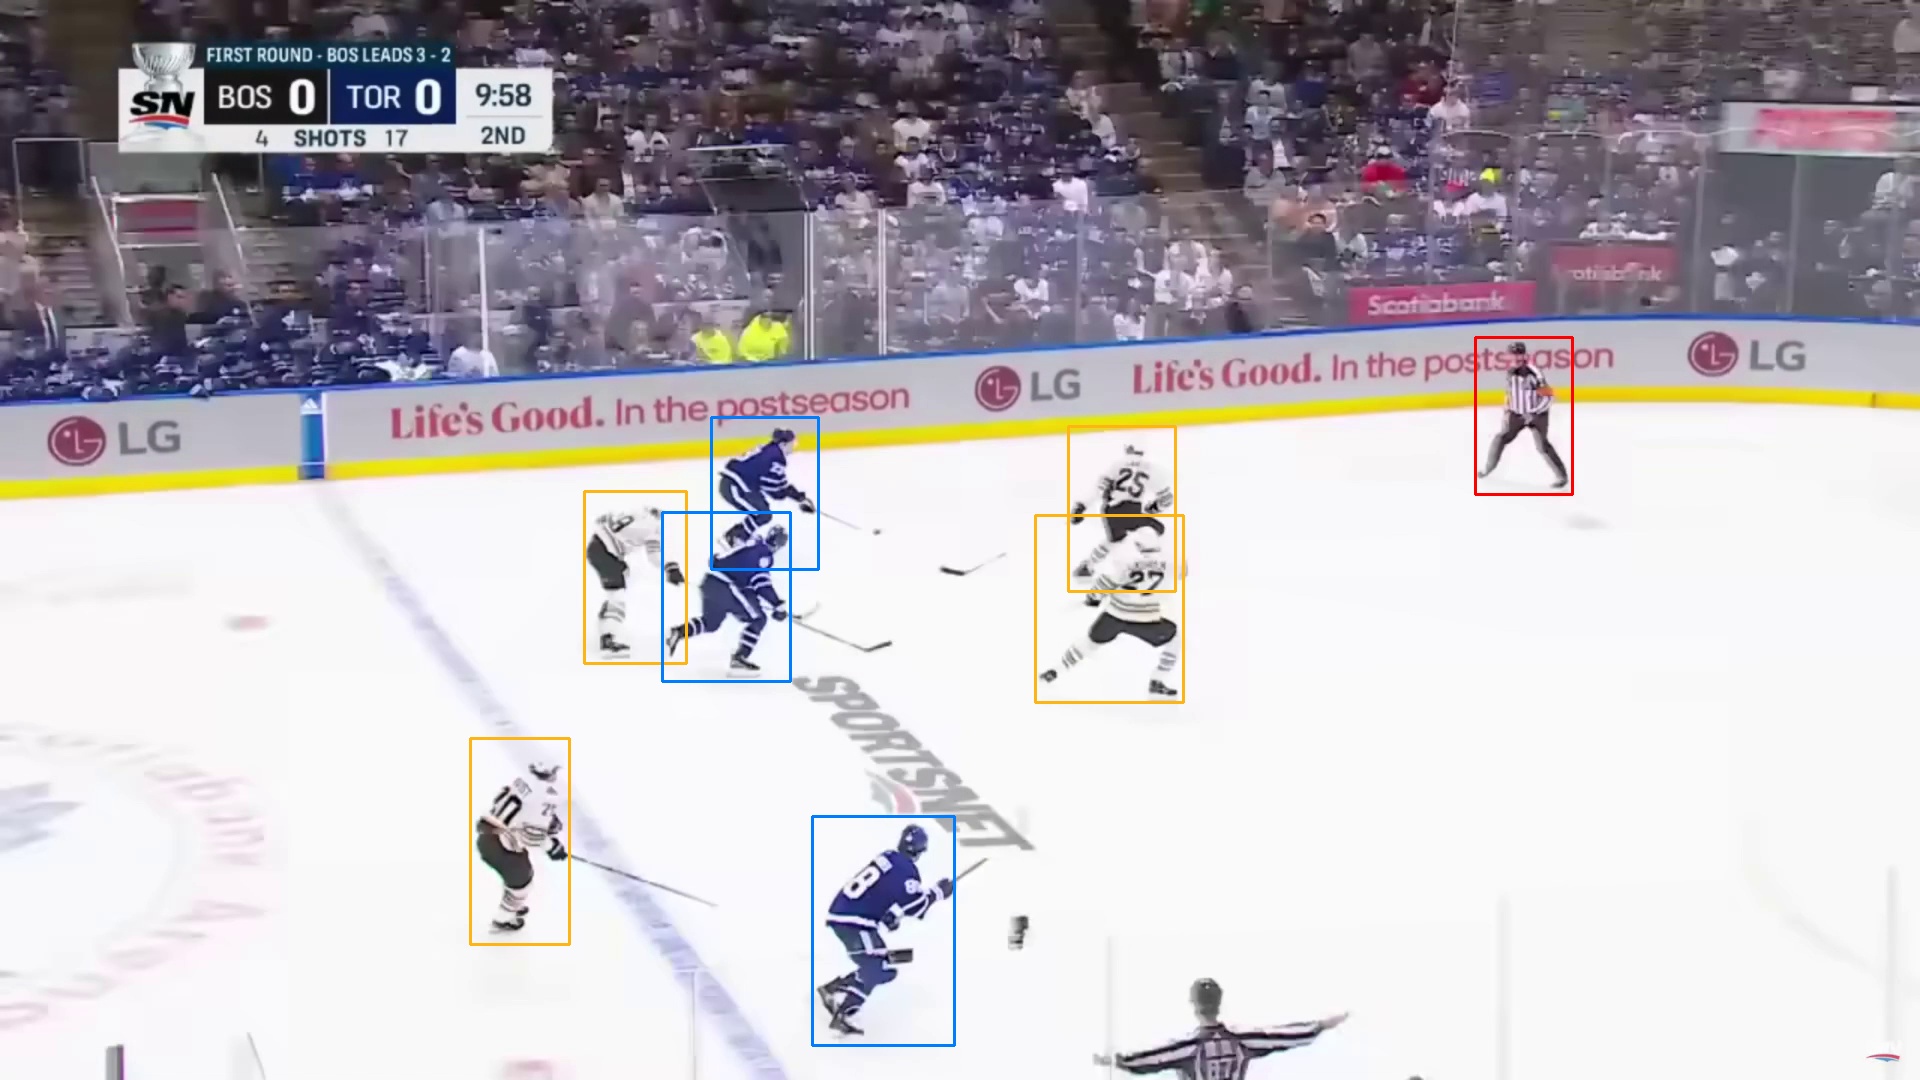 FIRST ROUND - BOS LEADS 3 - 2
SN BOS 0 TOR 0 9:58
4 SHOTS 17 2ND
Scotiabank
Scotiabank
LG Life's Good. In the postseason LG Life's Good. In the postseason LG
25
27
SPORTSNET
88